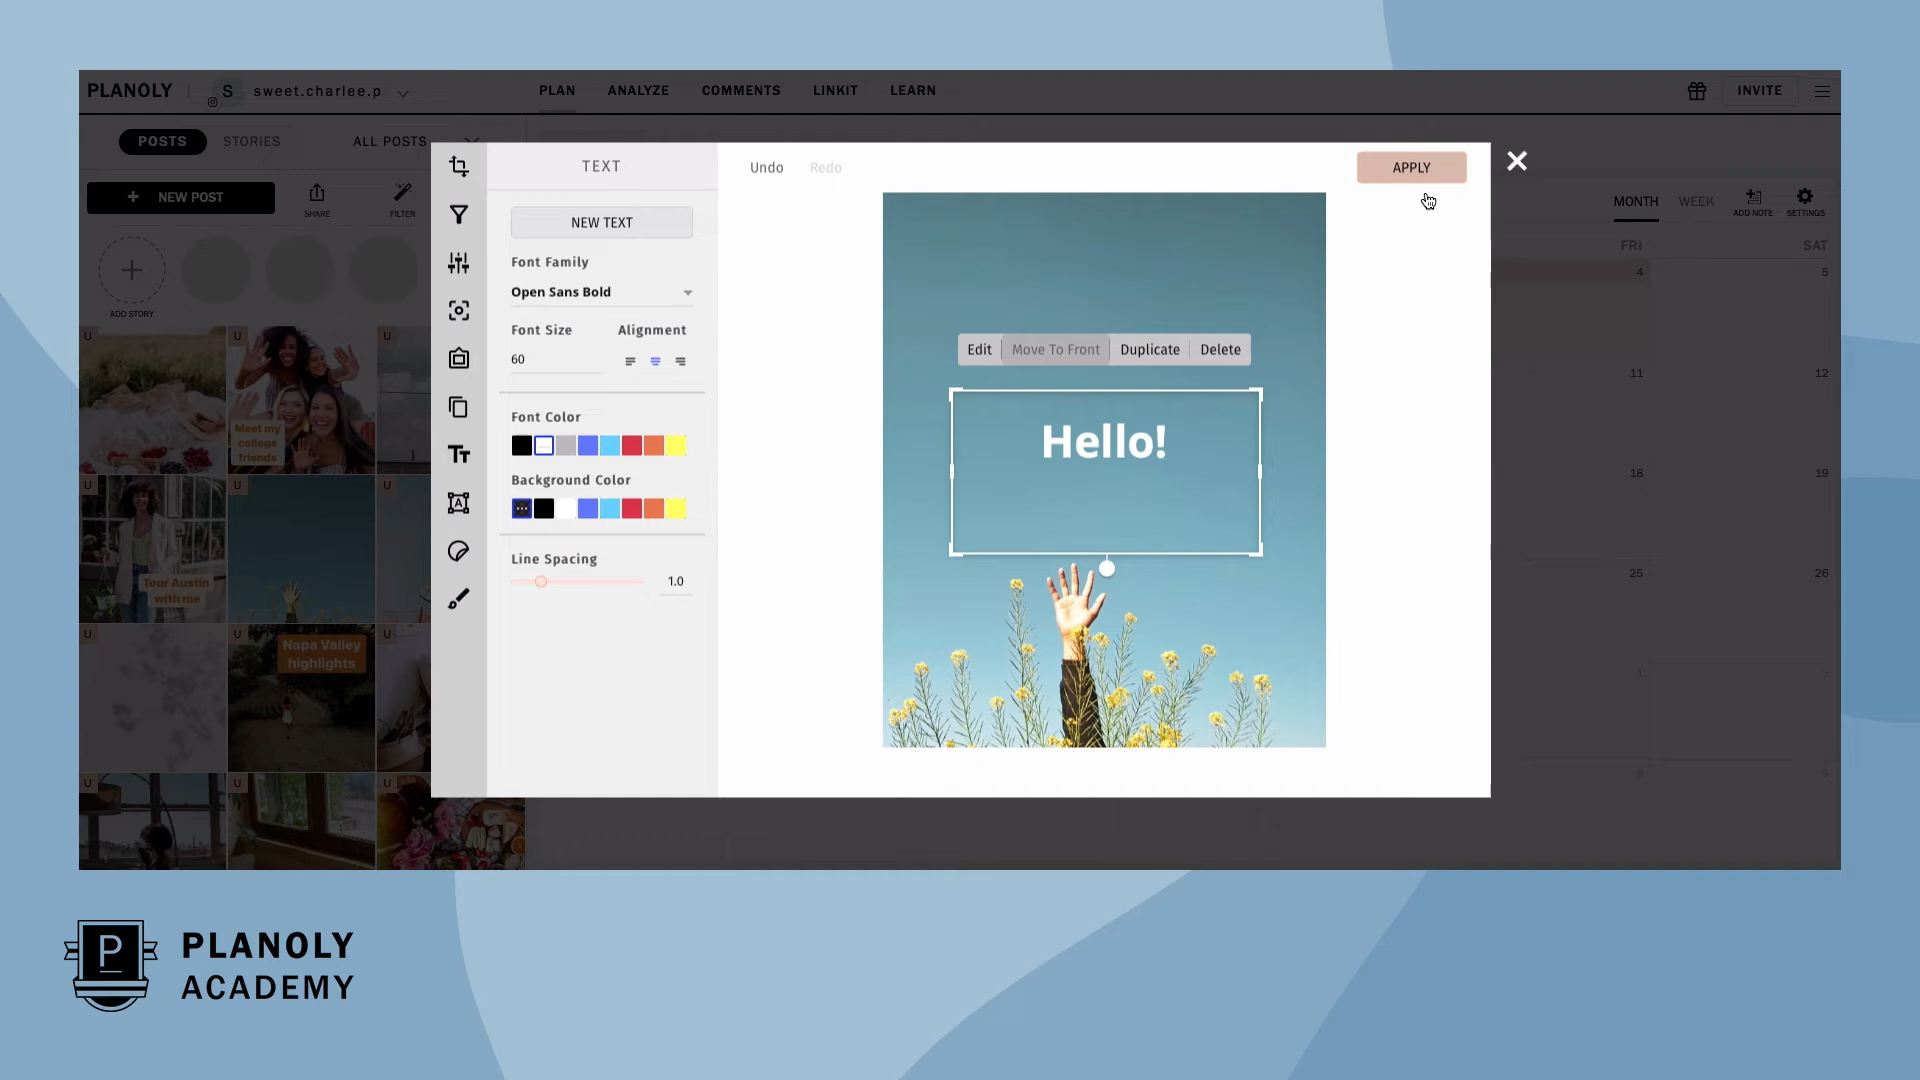 PLANOLY
S
sweet.charlee.p
PLAN
ANALYZE
COMMENTS
LINKIT
LEARN
INVITE
POSTS
STORIES
ALL POSTS
+ NEW POST
SHARE
FILTER
ADD STORY
U
U
U
Meet my
college
friends
U
U
U
Tour Austin
with me
U
U
U
Napa Valley
highlights
U
U
U
TEXT
NEW TEXT
Font Family
Open Sans Bold
Font Size
Alignment
60
Font Color
Background Color
Line Spacing
1.0
Undo
Redo
APPLY
Edit
Move To Front
Duplicate
Delete
Hello!
MONTH
WEEK
ADD NOTE
SETTINGS
FRI
SAT
4
5
11
12
18
19
25
26
1
2
8
9
P
PLANOLY
ACADEMY